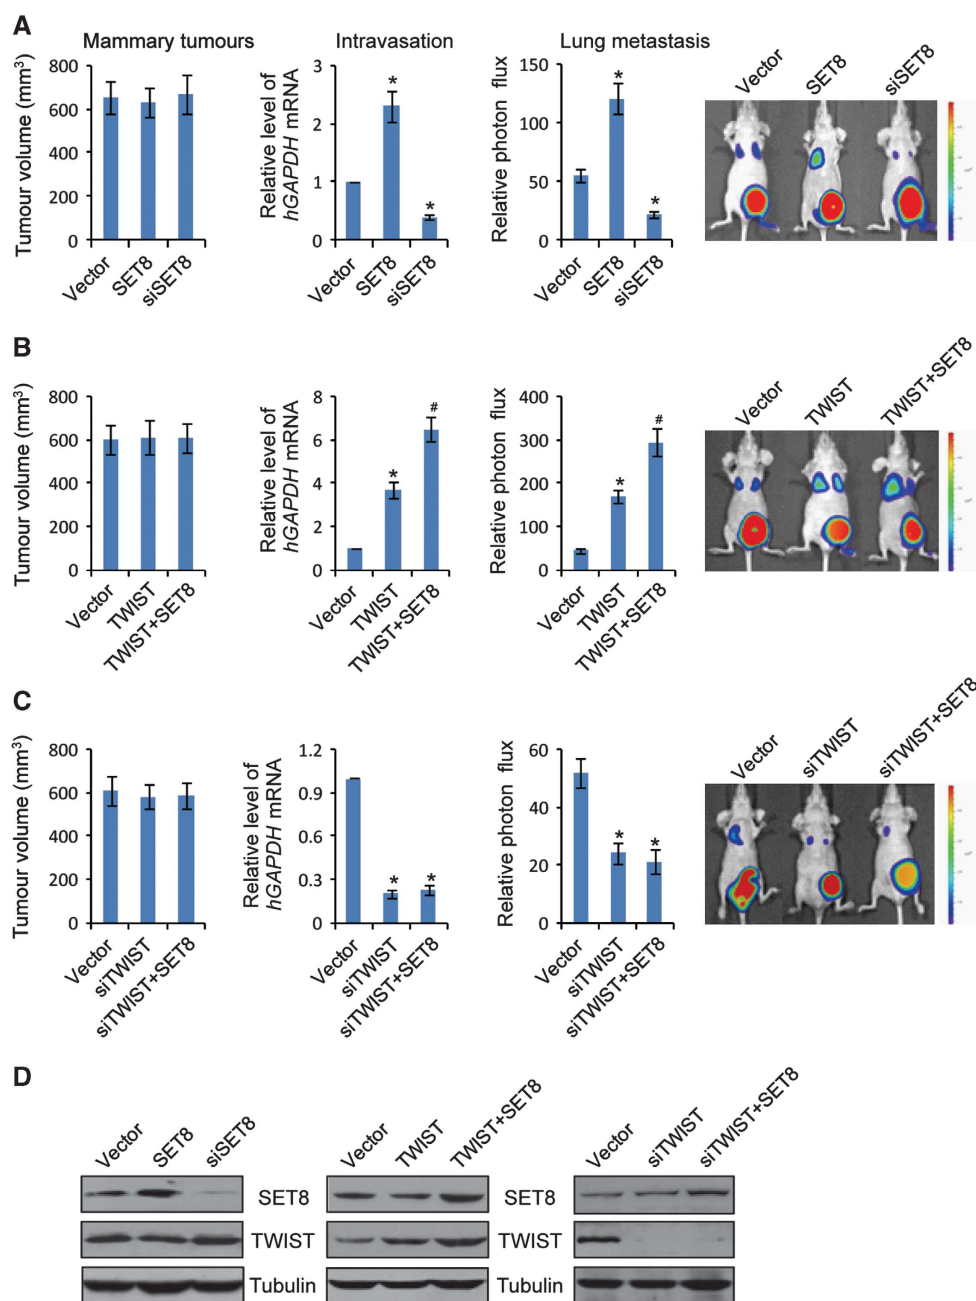 A
Mammary tumours
Intravasation
Lung metastasis
Tumour volume (mm³)
800
600
400
200
0
Vector
SET8
siSET8
Relative level of
hGAPDH mRNA
3
2
1
0
*
*
Vector
SET8
siSET8
Relative photon flux
150
100
50
0
*
*
Vector
SET8
siSET8
Vector
SET8
siSET8
B
Tumour volume (mm³)
800
600
400
200
0
Vector
TWIST
TWIST+SET8
Relative level of
hGAPDH mRNA
8
6
4
2
0
*
#
Vector
TWIST
TWIST+SET8
Relative photon flux
400
300
200
100
0
*
#
Vector
TWIST
TWIST+SET8
Vector
TWIST
TWIST+SET8
C
Tumour volume (mm³)
800
600
400
200
0
Vector
siTWIST
siTWIST+SET8
Relative level of
hGAPDH mRNA
1.2
0.9
0.6
0.3
0
*
*
Vector
siTWIST
siTWIST+SET8
Relative photon flux
60
40
20
0
*
*
Vector
siTWIST
siTWIST+SET8
Vector
siTWIST
siTWIST+SET8
D
Vector
SET8
siSET8
Vector
TWIST
TWIST+SET8
Vector
siTWIST
siTWIST+SET8
SET8
SET8
TWIST
TWIST
Tubulin
Tubulin